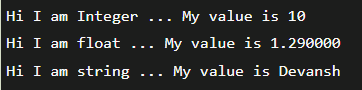 Hi I am Integer ... My value is 10
Hi I am float ... My value is 1.290000
Hi I am string ... My value is Devansh